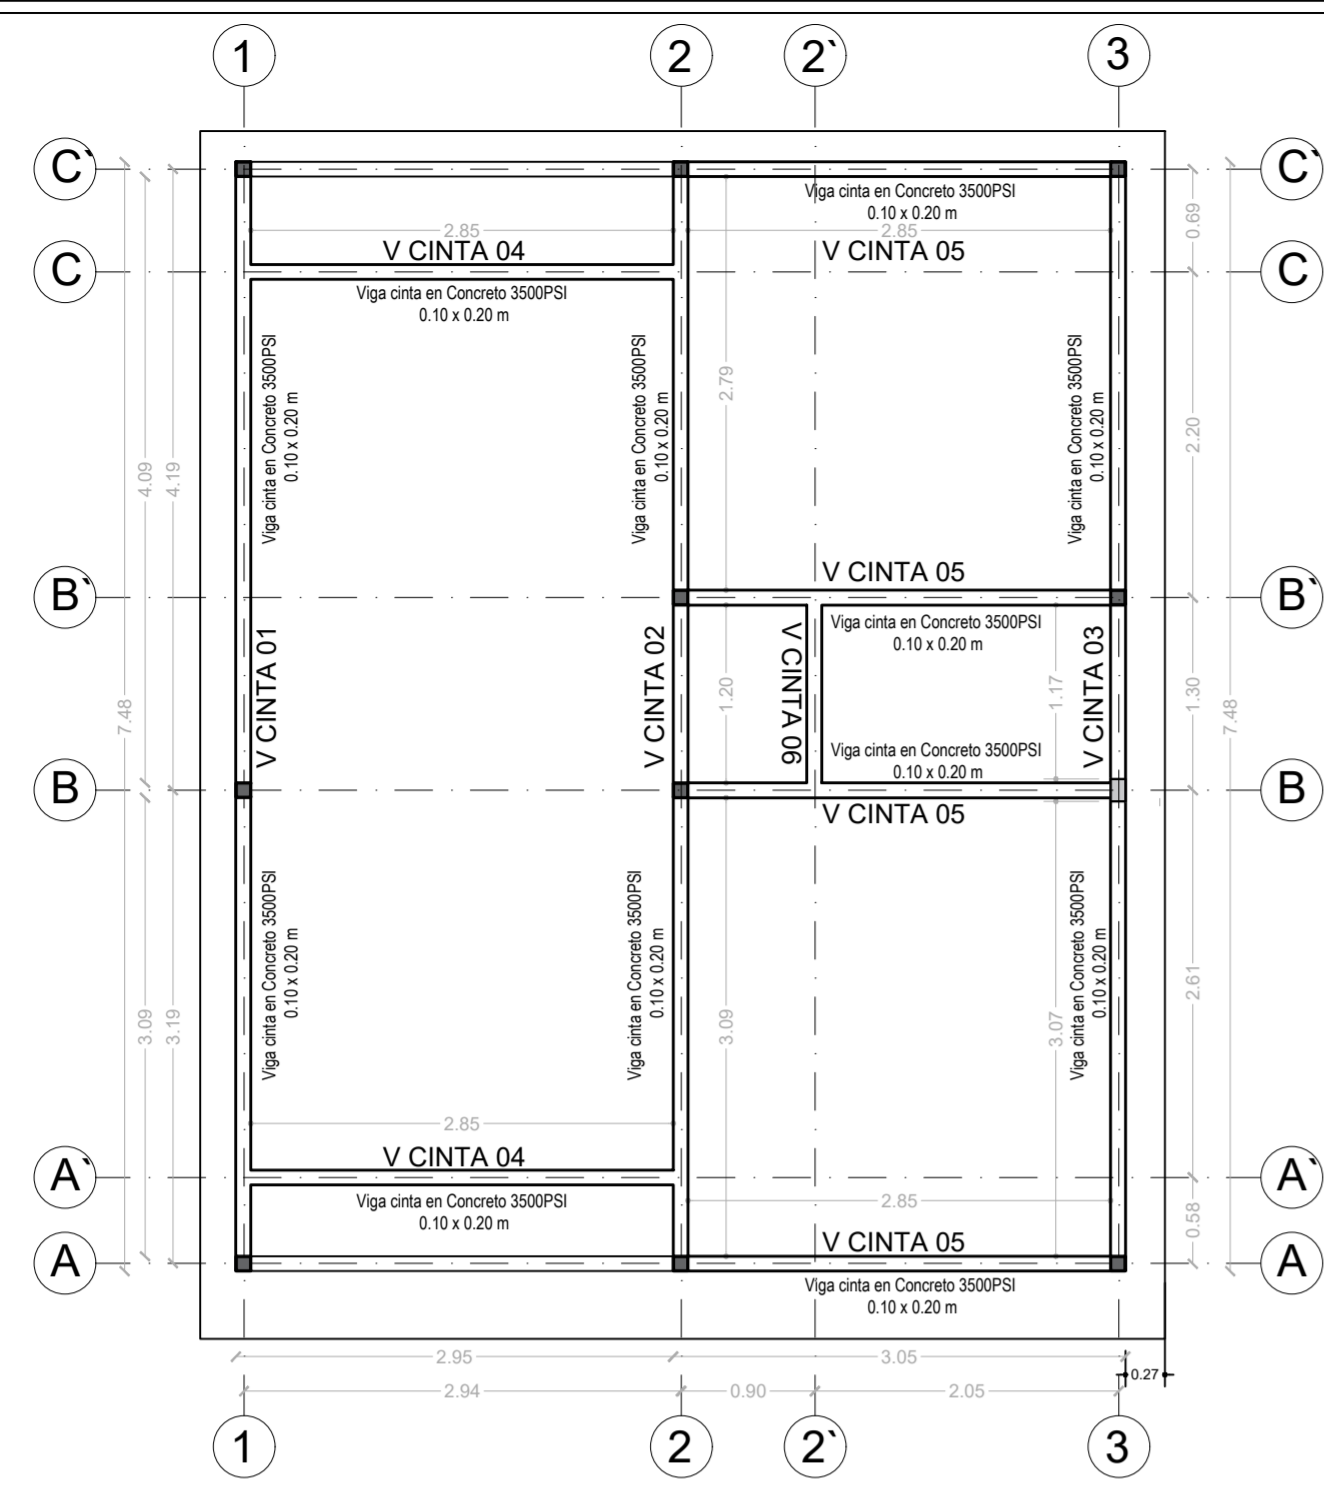 1
2
2`
3
C`
C`
Viga cinta en Concreto 3500PSI
0.10 x 0.20 m
0.69
2.85
2.85
V CINTA 04
V CINTA 05
C
C
Viga cinta en Concreto 3500PSI
0.10 x 0.20 m
Viga cinta en Concreto 3500PSI
0.10 x 0.20 m
Viga cinta en Concreto 3500PSI
0.10 x 0.20 m
2.79
Viga cinta en Concreto 3500PSI
0.10 x 0.20 m
2.20
4.09
4.19
V CINTA 05
B`
B`
Viga cinta en Concreto 3500PSI
0.10 x 0.20 m
7.48
V CINTA 01
V CINTA 02
1.20
V CINTA 06
1.17
V CINTA 03
1.30
7.48
Viga cinta en Concreto 3500PSI
0.10 x 0.20 m
B
B
V CINTA 05
Viga cinta en Concreto 3500PSI
0.10 x 0.20 m
Viga cinta en Concreto 3500PSI
0.10 x 0.20 m
Viga cinta en Concreto 3500PSI
0.10 x 0.20 m
2.61
3.09
3.19
3.09
3.07
2.85
V CINTA 04
A`
A`
Viga cinta en Concreto 3500PSI
0.10 x 0.20 m
2.85
0.58
V CINTA 05
A
A
Viga cinta en Concreto 3500PSI
0.10 x 0.20 m
2.95
3.05
0.27
2.94
0.90
2.05
1
2
2`
3